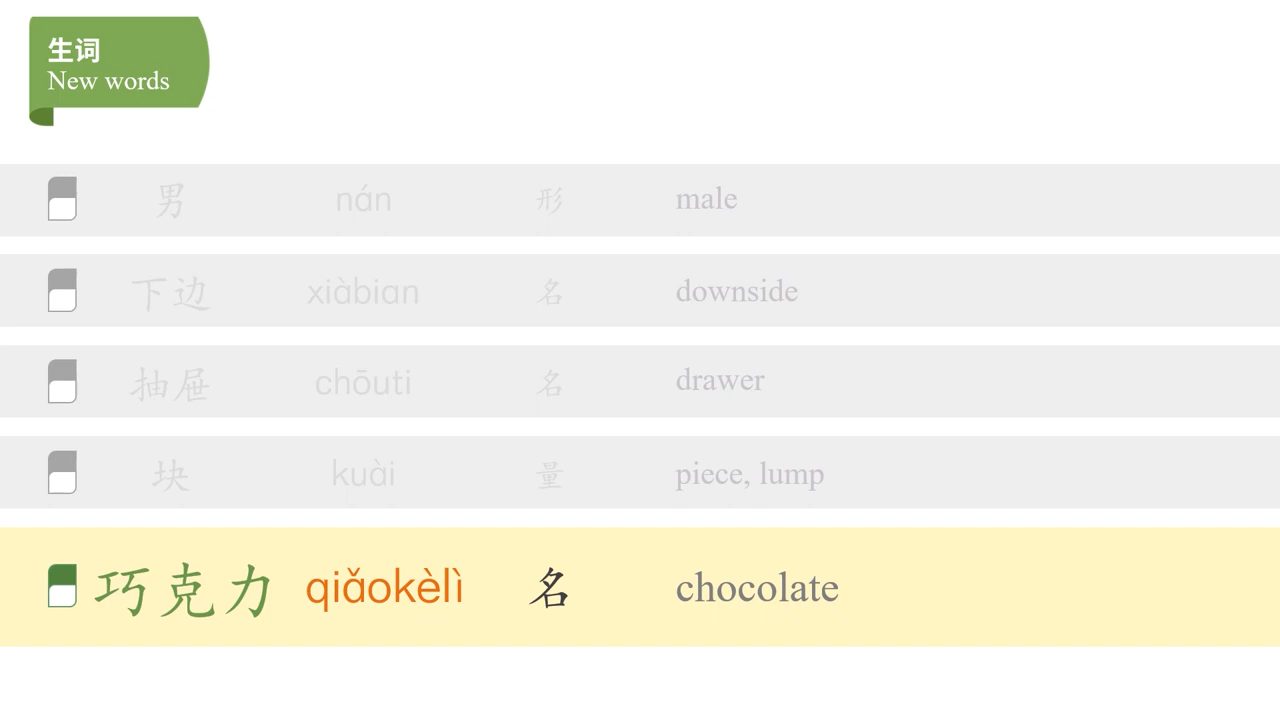 生词
New words
男 nán 形 male
下边 xiàbian 名 downside
抽屉 chōuti 名 drawer
块 kuài 量 piece, lump
巧克力 qiǎokèlì 名 chocolate